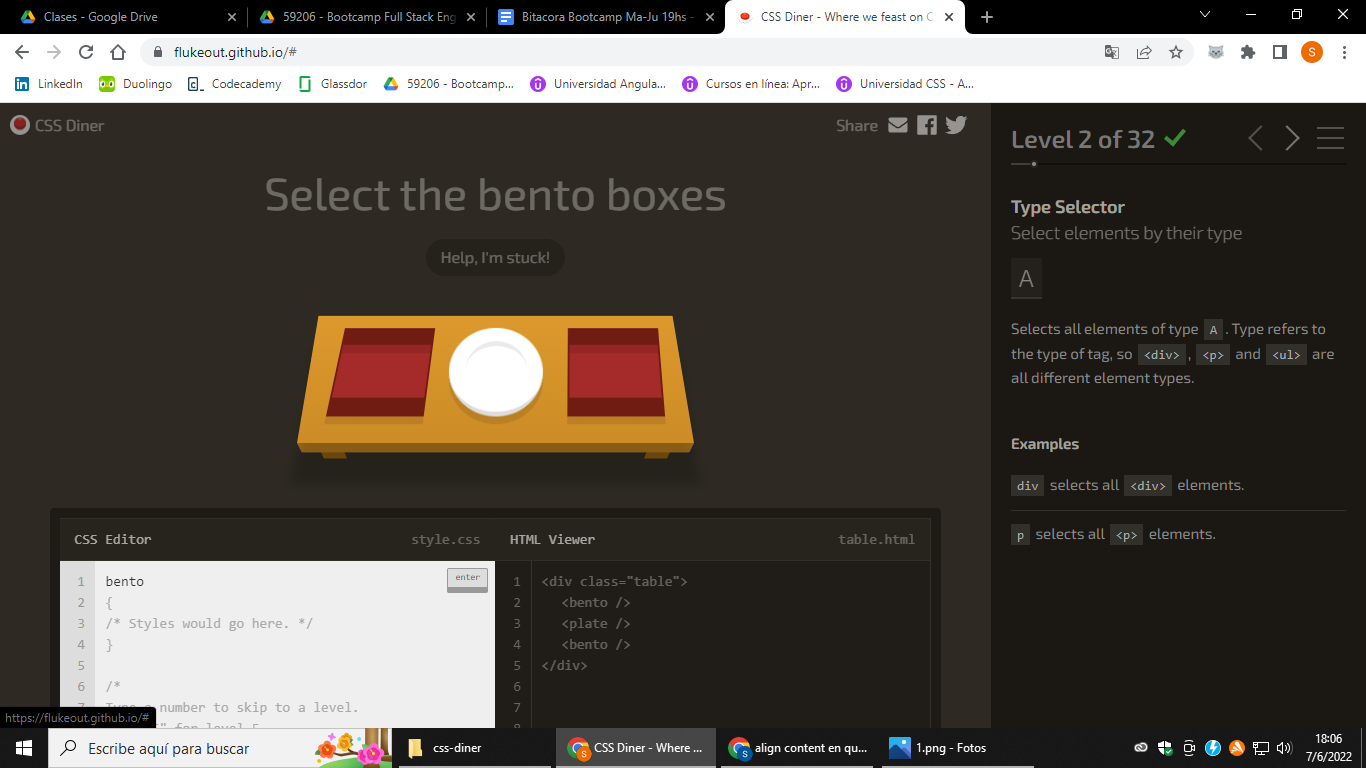 Clases - Google Drive
59206 - Bootcamp Full Stack Eng
Bitacora Bootcamp Ma-Ju 19hs -
CSS Diner - Where we feast on C
flukeout.github.io/#
S
LinkedIn
Duolingo
Codecademy
Glassdor
59206 - Bootcamp...
Universidad Angula...
Cursos en línea: Apr...
Universidad CSS - A...
CSS Diner
Share
Select the bento boxes
Help, I'm stuck!
CSS Editor
style.css
1 bento
2 {
3 /* Styles would go here. */
4 }
5
6 /*
enter
HTML Viewer
table.html
1 <div class="table">
2 <bento />
3 <plate />
4 <bento />
5 </div>
6
7
8
Level 2 of 32
Type Selector
Select elements by their type
A
Selects all elements of type A . Type refers to
the type of tag, so <div> , <p> and <ul> are
all different element types.
Examples
div selects all <div> elements.
p selects all <p> elements.
number to skip to a level.
for level 5
https://flukeout.github.io/#
Escribe aquí para buscar
css-diner
CSS Diner - Where ...
align content en qu...
1.png - Fotos
18:06
7/6/2022